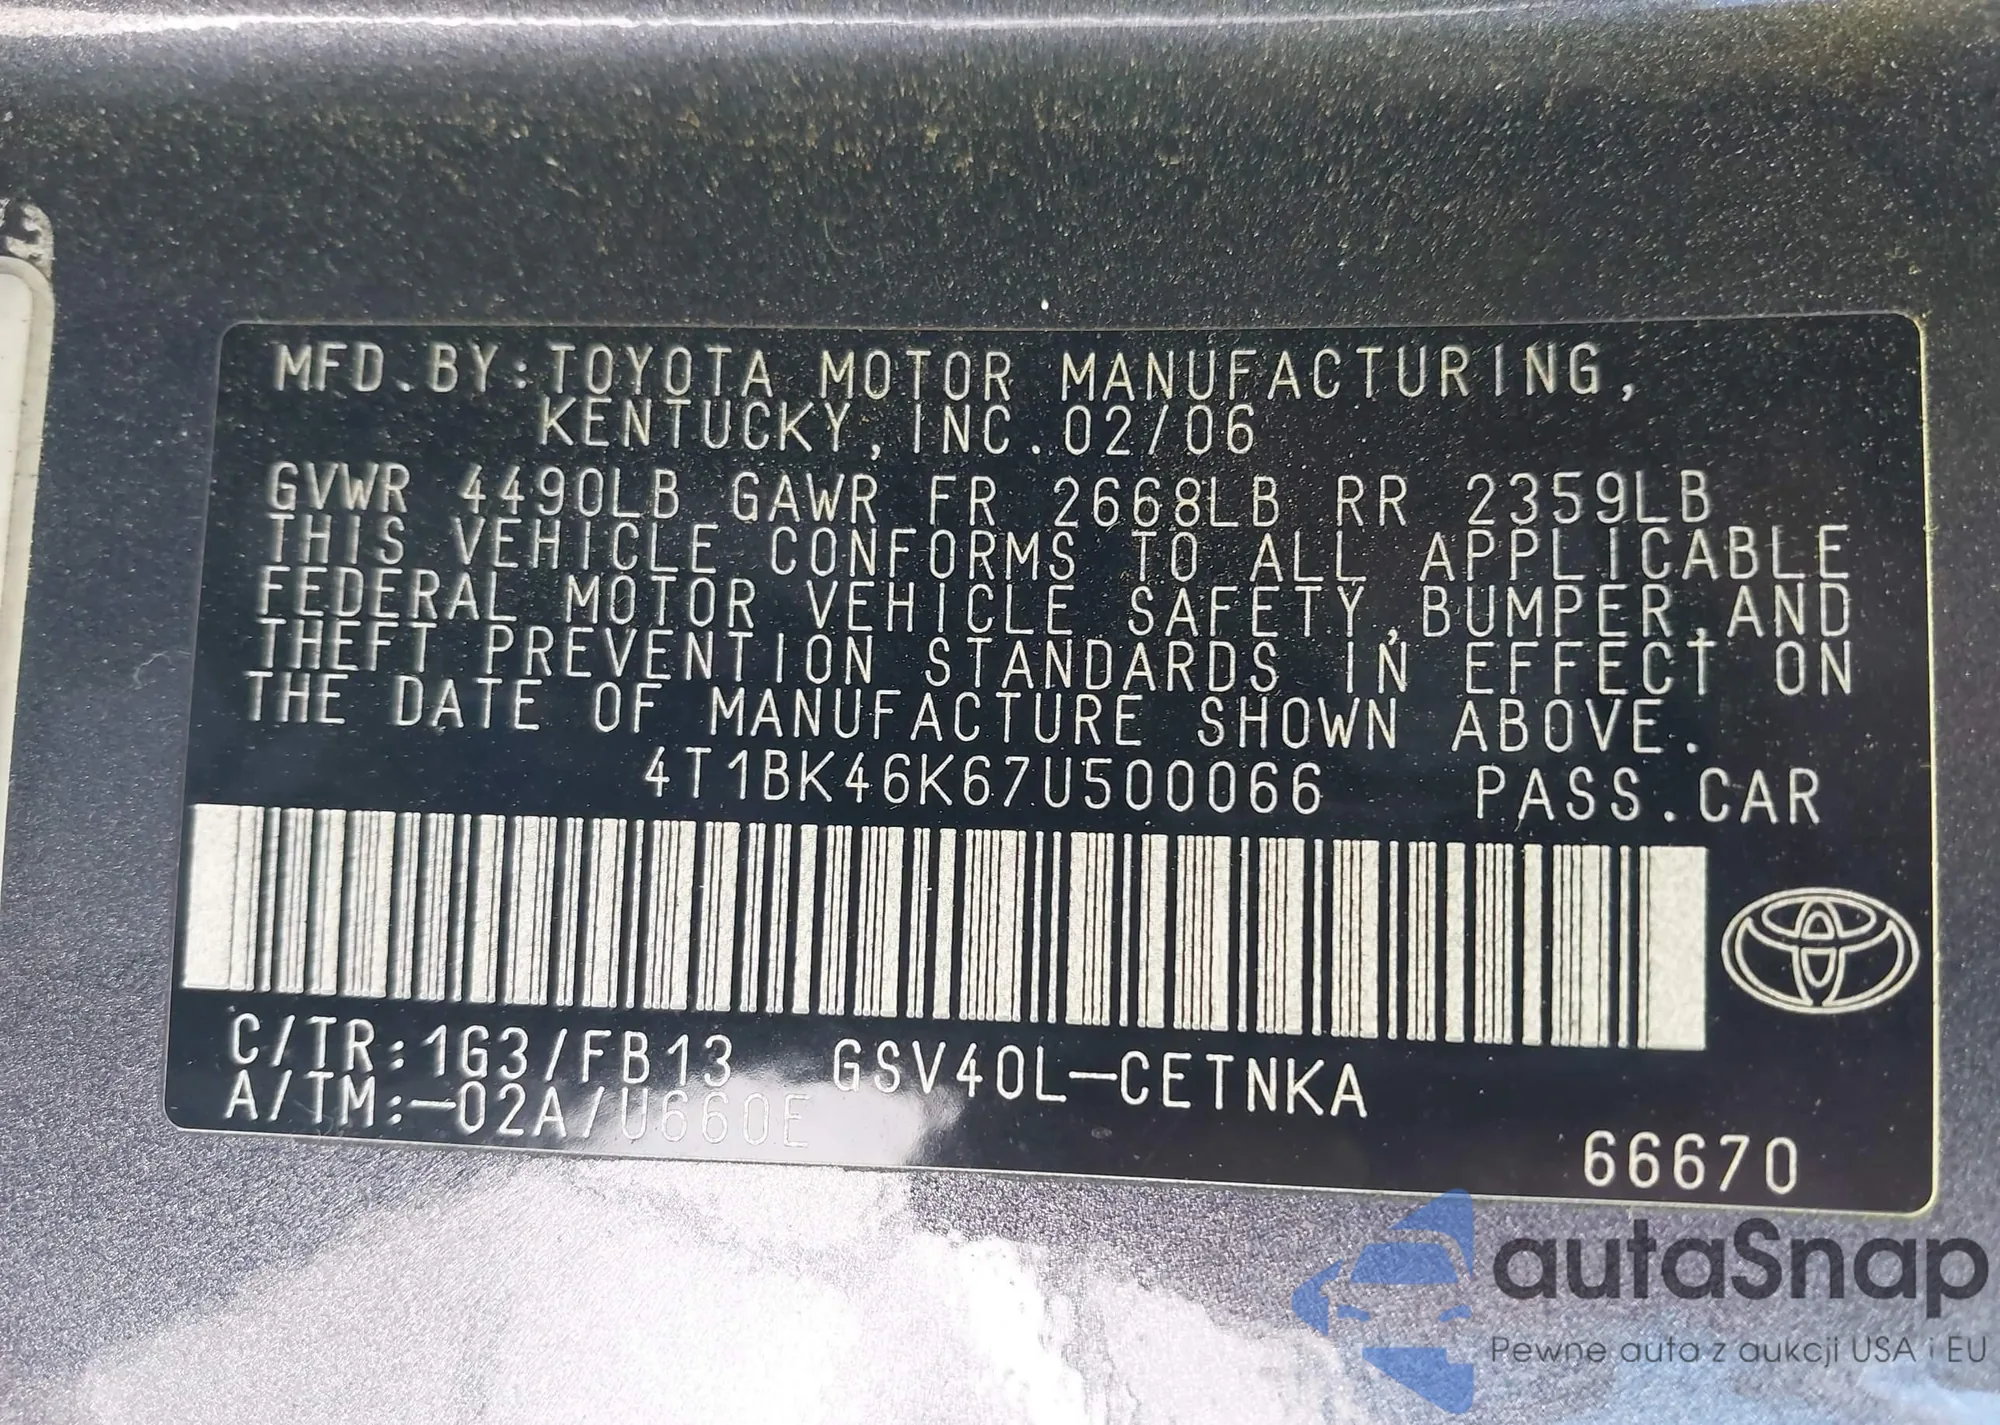 MFD.BY:TOYOTA MOTOR MANUFACTURING,
KENTUCKY,INC.02/06
GVWR 4490LB GAWR FR 2668LB RR 2359LB
THIS VEHICLE CONFORMS TO ALL APPLICABLE
FEDERAL MOTOR VEHICLE SAFETY,BUMPER,AND
THEFT PREVENTION STANDARDS IN EFFECT ON
THE DATE OF MANUFACTURE SHOWN ABOVE.
4T1BK46K67U500066 PASS.CAR
C/TR:1G3/FB13 GSV40L-CETNKA
A/TM:-02A/U660E
66670
autaSnap
Pewne auta z aukcji USA i EU